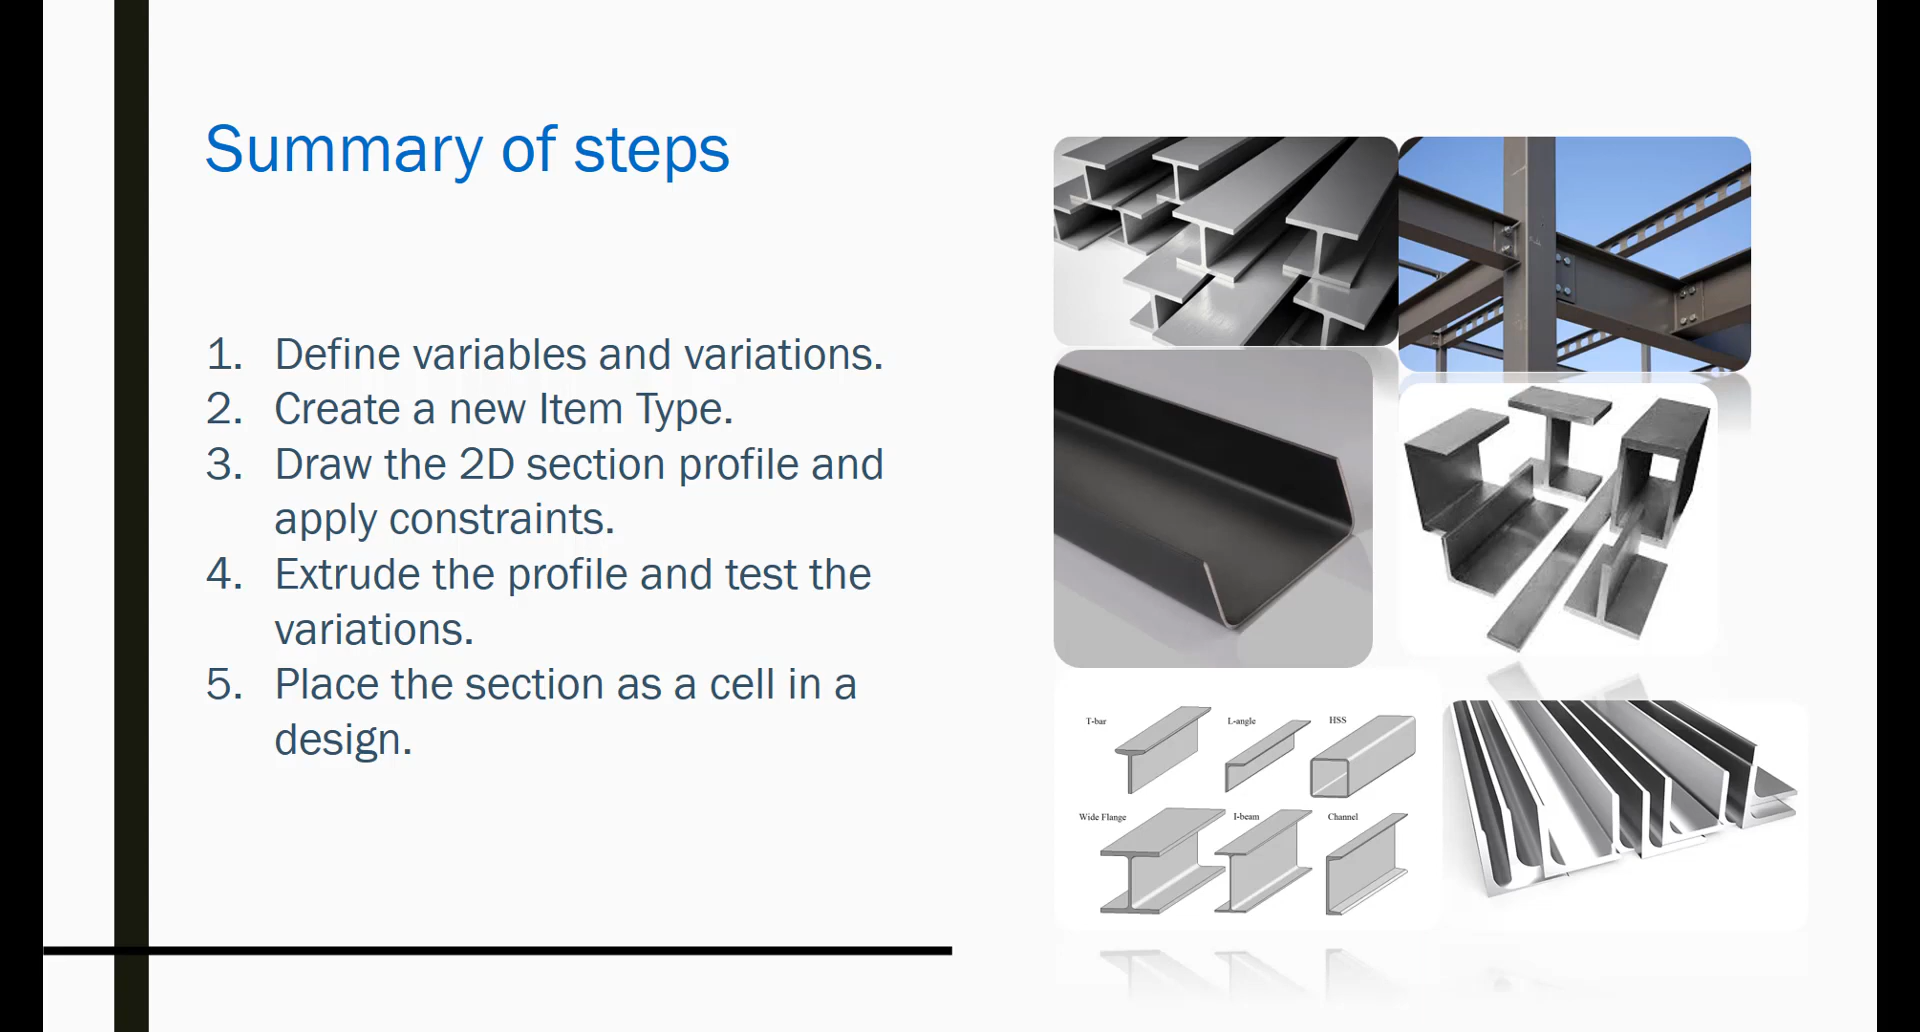 Summary of steps
1. Define variables and variations.
2. Create a new Item Type.
3. Draw the 2D section profile and
apply constraints.
4. Extrude the profile and test the
variations.
5. Place the section as a cell in a
design.
T-bar
L-angle
HSS
Wide Flange
I-beam
Channel